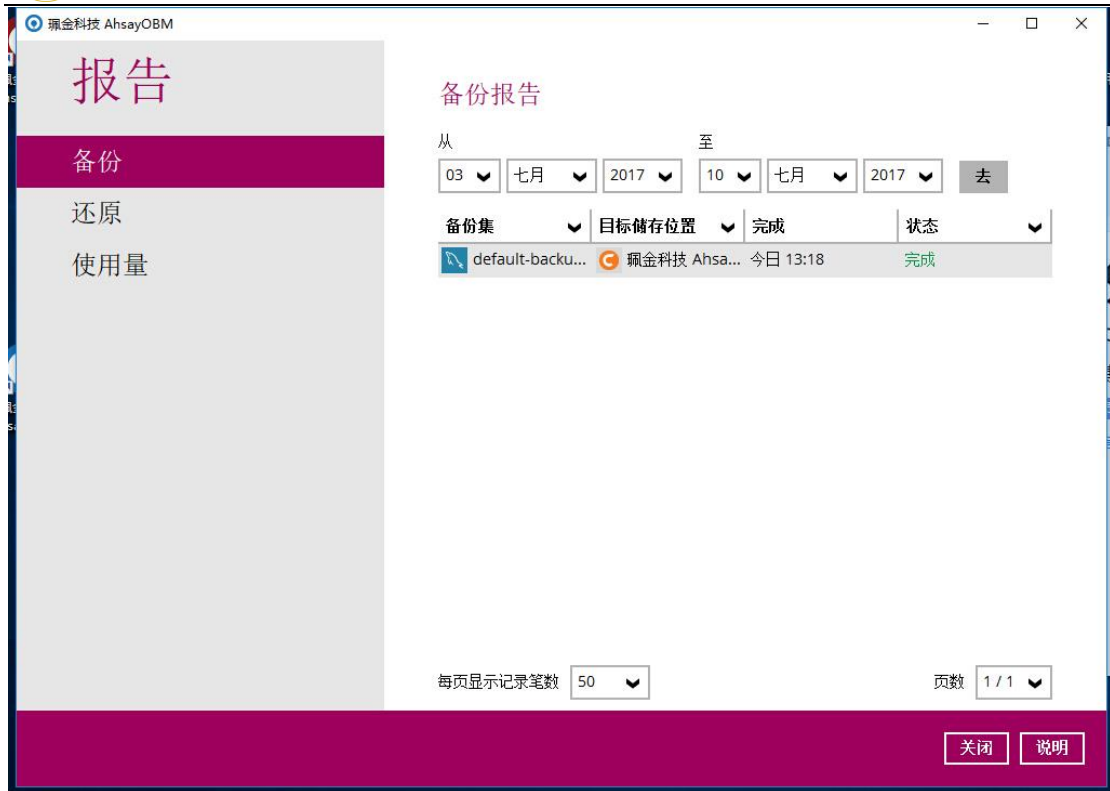 珮金科技 AhsayOBM
报告
备份
还原
使用量
备份报告
从 至
03 七月 2017 10 七月 2017 去
备份集 目标储存位置 完成 状态
default-backu... 珮金科技 Ahsa... 今日 13:18 完成
每页显示记录笔数 50 页数 1 / 1
关闭 说明